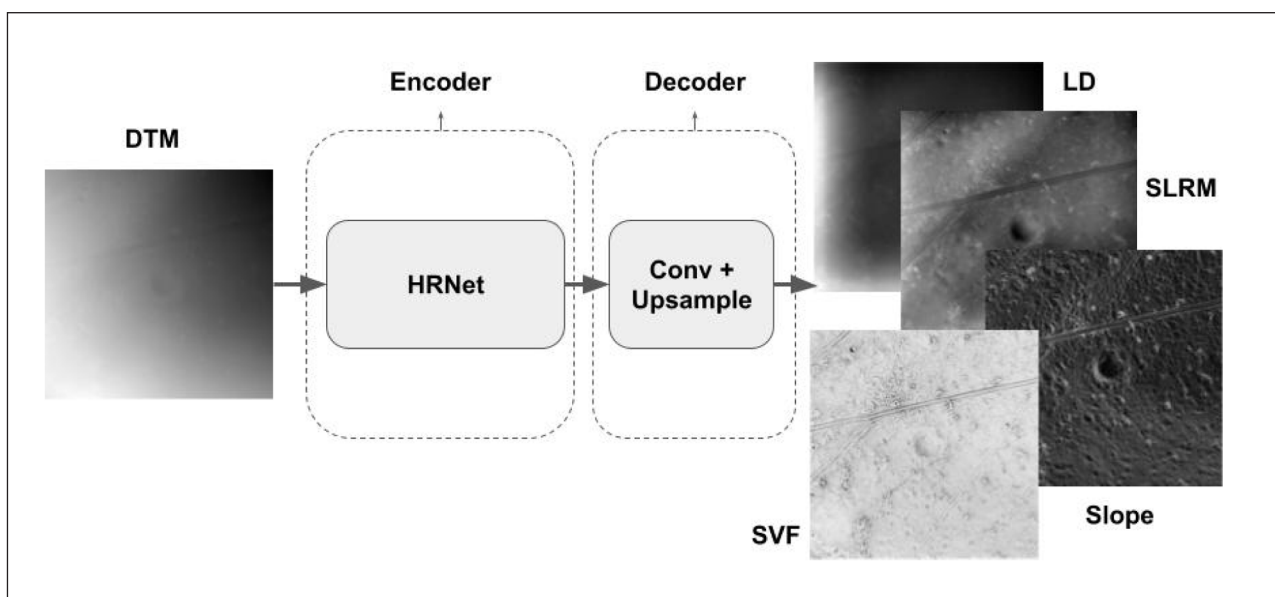 Encoder
Decoder
LD
DTM
SLRM
HRNet
Conv +
Upsample
Slope
SVF